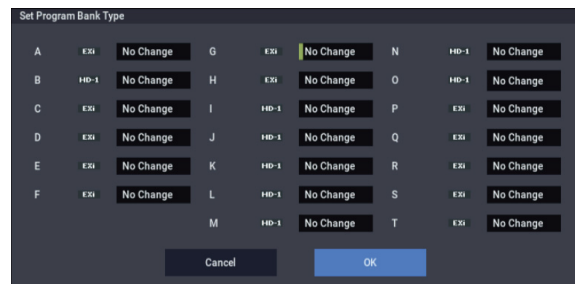 Set Program Bank Type
A EXi No Change G EXi No Change N HD-1 No Change
B HD-1 No Change H EXi No Change O HD-1 No Change
C EXi No Change I HD-1 No Change P EXi No Change
D EXi No Change J HD-1 No Change Q EXi No Change
E EXi No Change K HD-1 No Change R EXi No Change
F EXi No Change L HD-1 No Change S EXi No Change
M HD-1 No Change T EXi No Change
Cancel OK